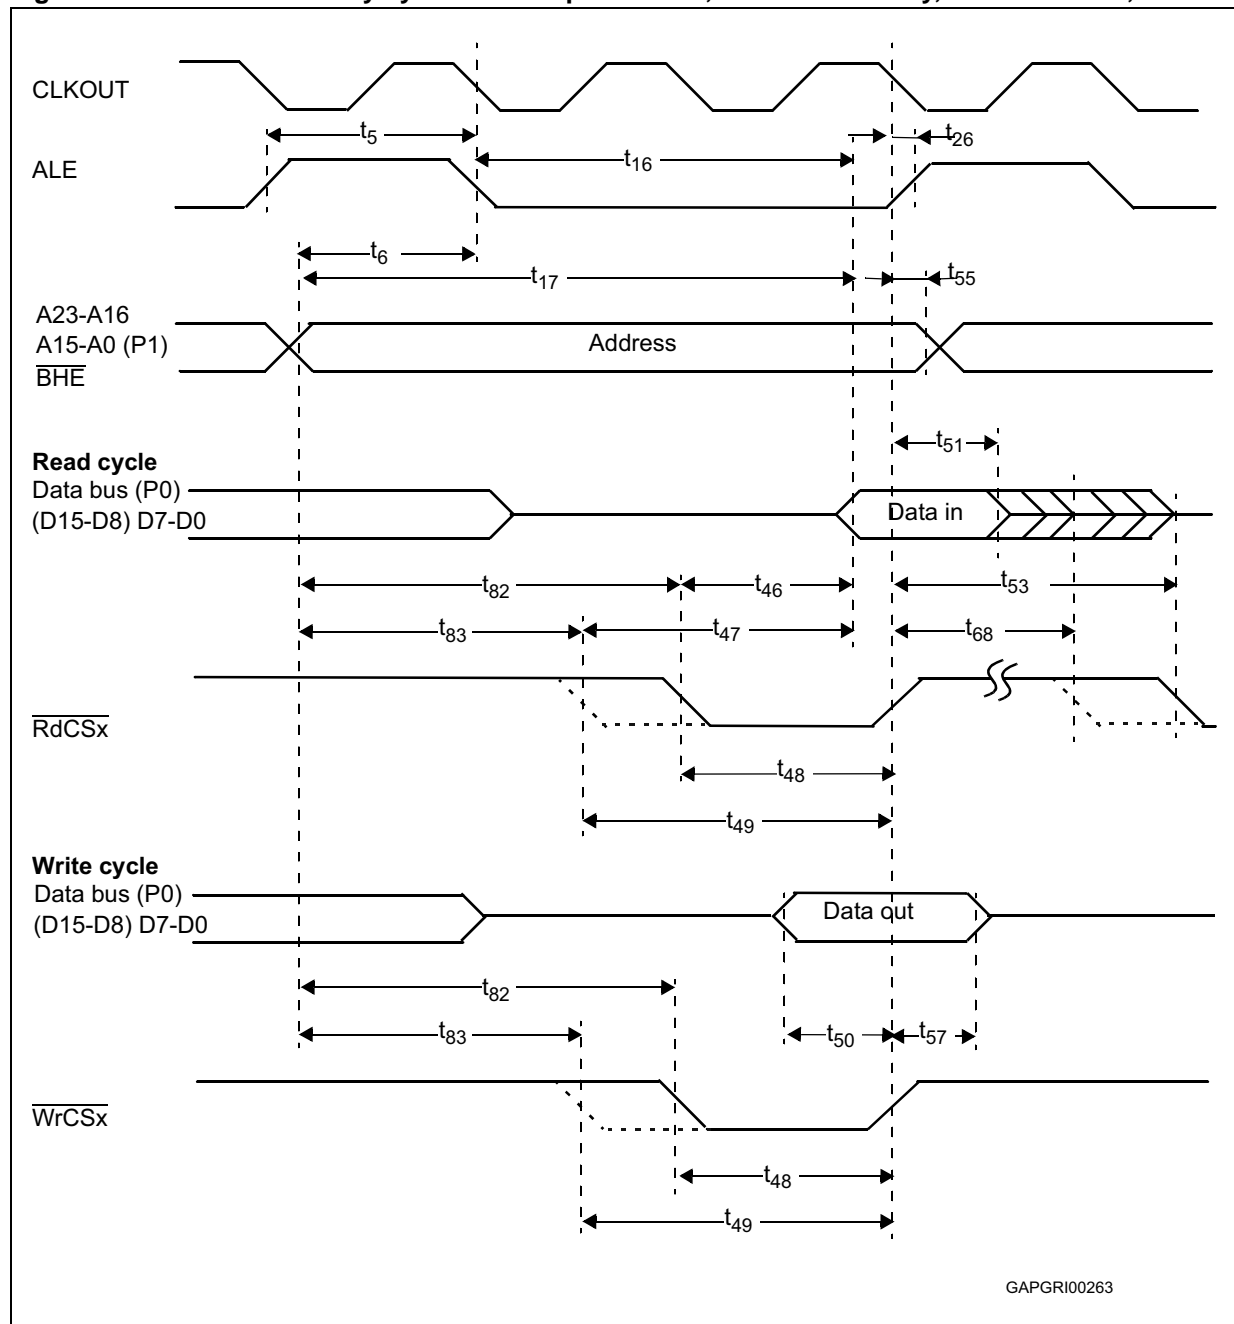 CLKOUT
t5
t26
ALE
t16
t6
t17
t55
A23-A16
A15-A0 (P1)
BHE
Address
t51
Read cycle
Data bus (P0)
(D15-D8) D7-D0
Data in
t82
t46
t53
t83
t47
t68
RdCSx
t48
t49
Write cycle
Data bus (P0)
(D15-D8) D7-D0
Data out
t82
t83
t50
t57
WrCSx
t48
t49
GAPGRI00263